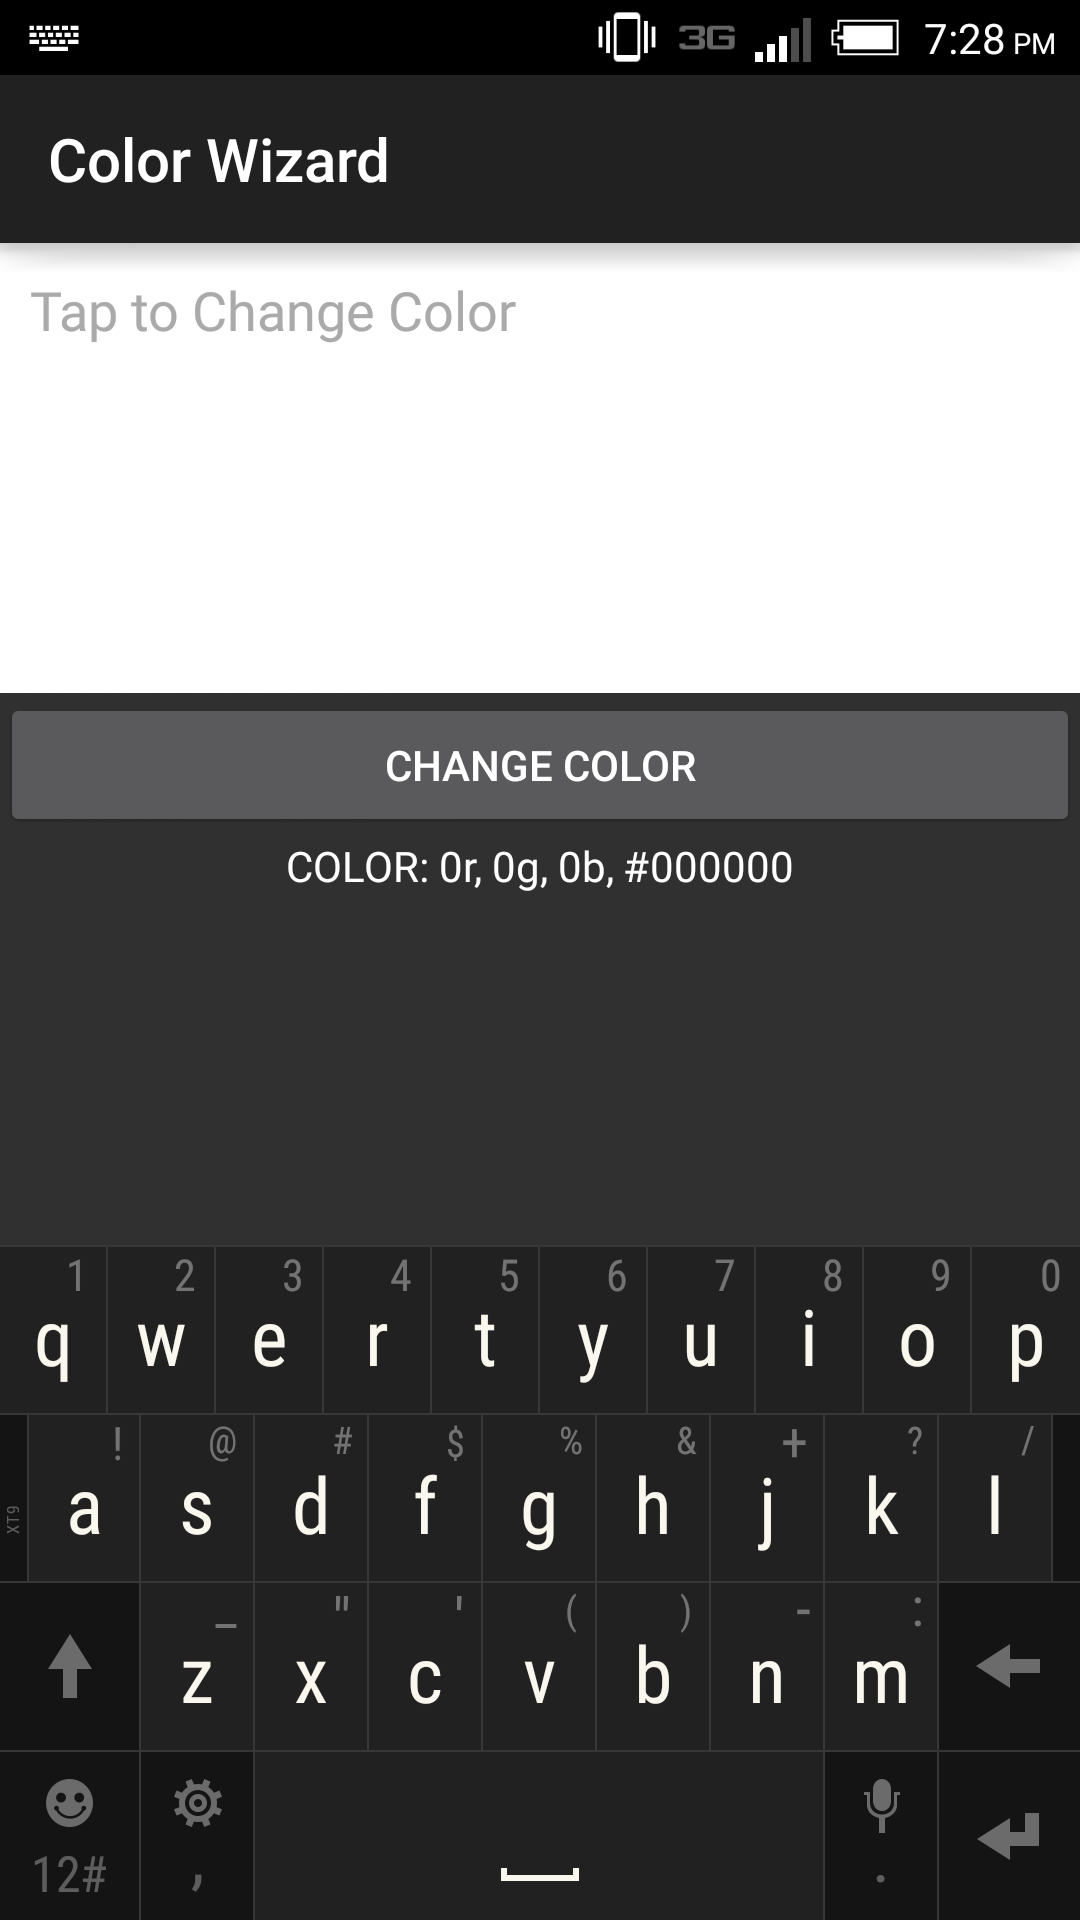 3G 7:28 PM
Color Wizard
Tap to Change Color
CHANGE COLOR
COLOR: 0r, 0g, 0b, #000000
1 2 3 4 5 6 7 8 9 0
q w e r t y u i o p
! @ # $ % & + ? /
XT9 a s d f g h j k l
_ " ' ( ) - :
z x c v b n m
12# , .